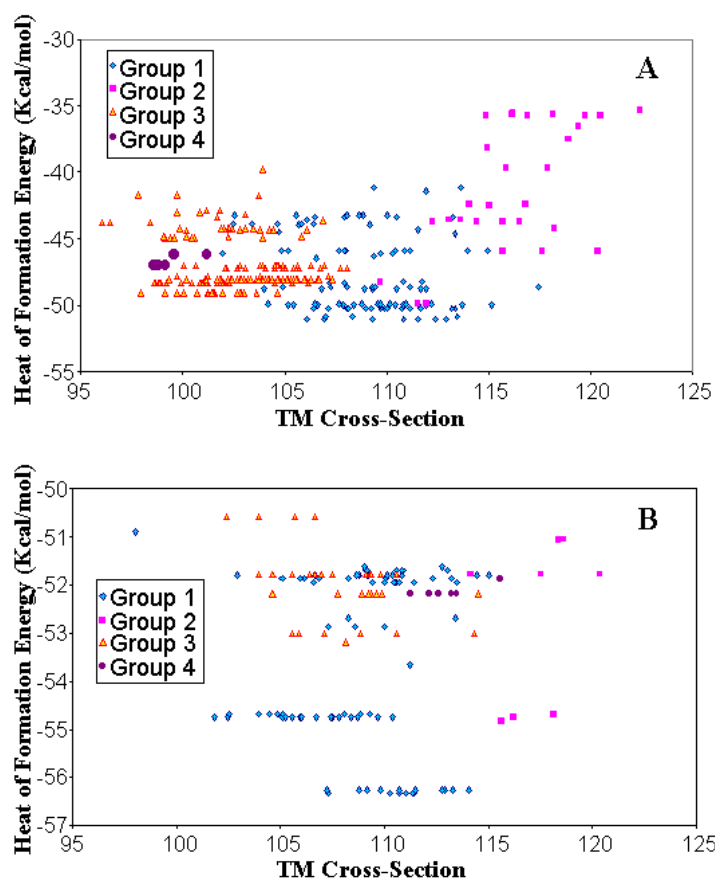 A
Heat of Formation Energy (Kcal/mol)
-30
-35
-40
-45
-50
-55
Group 1
Group 2
Group 3
Group 4
95 100 105 110 115 120 125
TM Cross-Section
B
Heat of Formation Energy (Kcal/mol)
-50
-51
-52
-53
-54
-55
-56
-57
Group 1
Group 2
Group 3
Group 4
95 100 105 110 115 120 125
TM Cross-Section